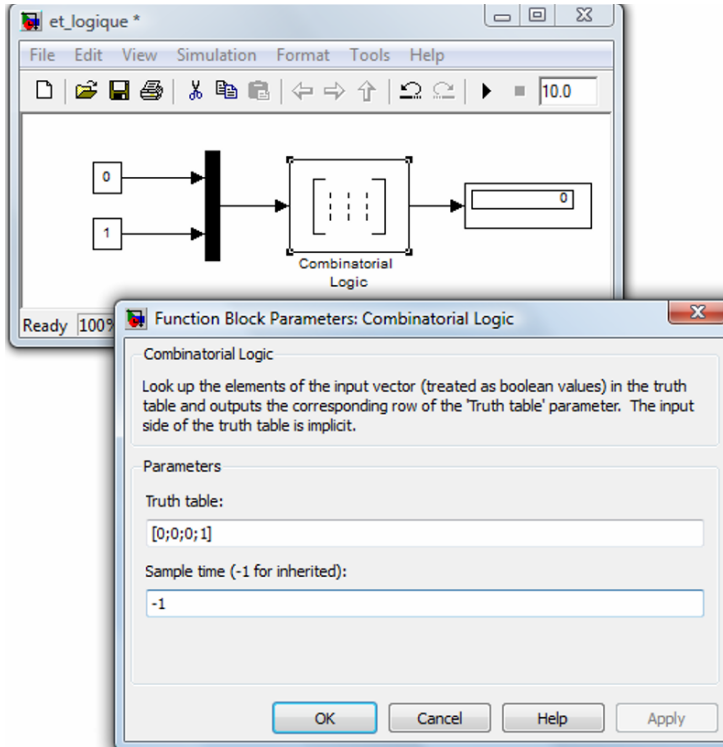 et_logique *
File Edit View Simulation Format Tools Help
10.0
0
1
0
Combinatorial
Logic
Ready 100%
Function Block Parameters: Combinatorial Logic
Combinatorial Logic
Look up the elements of the input vector (treated as boolean values) in the truth
table and outputs the corresponding row of the 'Truth table' parameter. The input
side of the truth table is implicit.
Parameters
Truth table:
[0;0;0;1]
Sample time (-1 for inherited):
-1
OK Cancel Help Apply